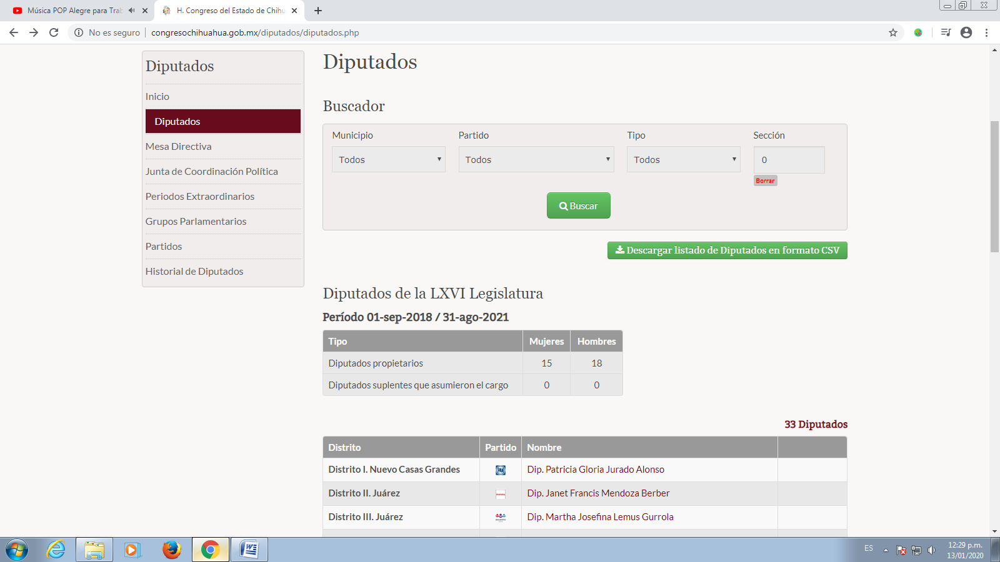 Música POP Alegre para Trab
H. Congreso del Estado de Chihu
No es seguro
congresochihuahua.gob.mx/diputados/diputados.php
Diputados
Inicio
Diputados
Mesa Directiva
Junta de Coordinación Política
Periodos Extraordinarios
Grupos Parlamentarios
Partidos
Historial de Diputados
Diputados
Buscador
Municipio Partido Tipo Sección
Todos Todos Todos 0
Borrar
Buscar
Descargar listado de Diputados en formato CSV
Diputados de la LXVI Legislatura
Período 01-sep-2018 / 31-ago-2021
Tipo Mujeres Hombres
Diputados propietarios 15 18
Diputados suplentes que asumieron el cargo 0 0
33 Diputados
Distrito Partido Nombre
Distrito I. Nuevo Casas Grandes PAN Dip. Patricia Gloria Jurado Alonso
Distrito II. Juárez morena Dip. Janet Francis Mendoza Berber
Distrito III. Juárez encuentro Dip. Martha Josefina Lemus Gurrola
ES
12:29 p.m.
13/01/2020